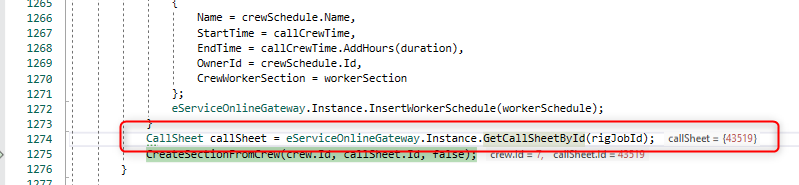 1265 {
1266 Name = crewSchedule.Name,
1267 StartTime = callCrewTime,
1268 EndTime = callCrewTime.AddHours(duration),
1269 OwnerId = crewSchedule.Id,
1270 CrewWorkerSection = workerSection
1271 };
1272 eServiceOnlineGateway.Instance.InsertWorkerSchedule(workerSchedule);
1273 }
1274 CallSheet callSheet = eServiceOnlineGateway.Instance.GetCallSheetById(rigJobId); callSheet = {43519}
1275 CreateSectionFromCrew(crew.Id, callSheet.Id, false); crew.Id = 7, callSheet.Id = 43519
1276 }